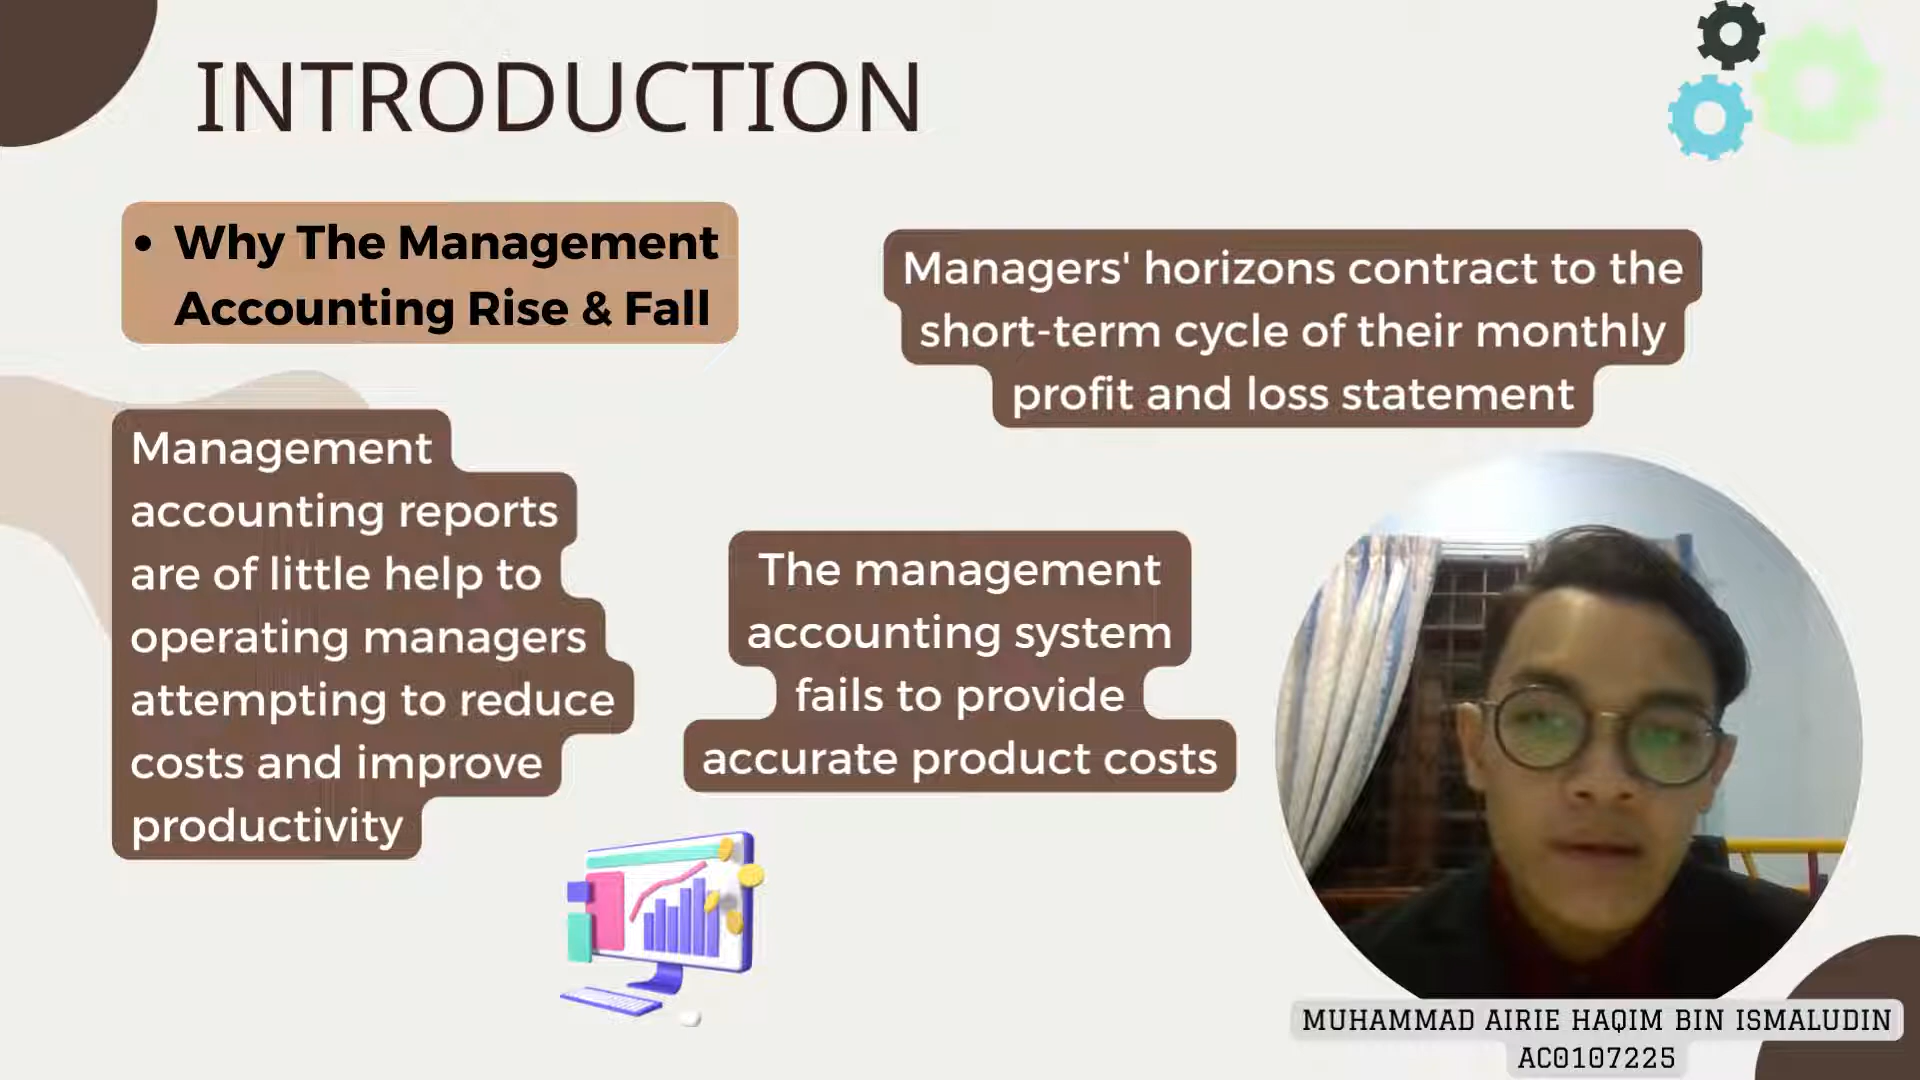 INTRODUCTION
• Why The Management
Accounting Rise & Fall
Managers' horizons contract to the
short-term cycle of their monthly
profit and loss statement
Management
accounting reports
are of little help to
operating managers
attempting to reduce
costs and improve
productivity
The management
accounting system
fails to provide
accurate product costs
MUHAMMAD AIRIE HAQIM BIN ISMALUDIN
AC0107225